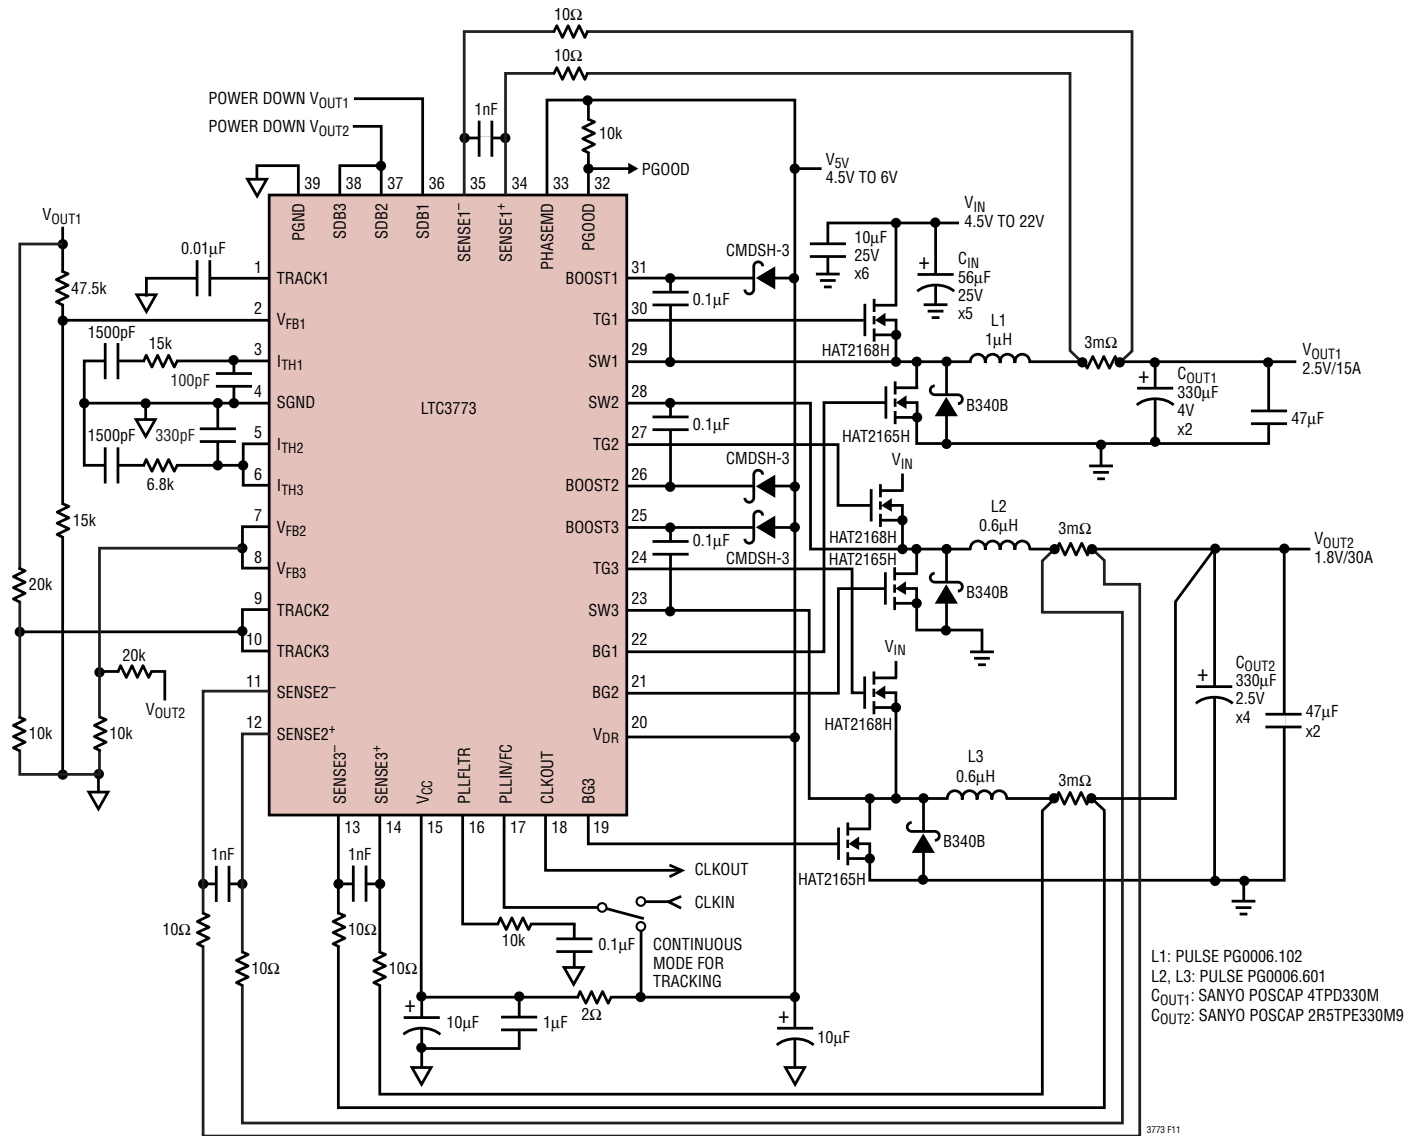 10Ω
10Ω
POWER DOWN VOUT1
POWER DOWN VOUT2
1nF
10k
PGOOD
V5V
4.5V TO 6V
39
38
37
36
35
34
33
32
PGND
SDB3
SDB2
SDB1
SENSE1–
SENSE1+
PHASEMD
PGOOD
VIN
4.5V TO 22V
VOUT1
0.01µF
47.5k
10µF
25V
x6
CIN
56µF
25V
x5
CMDSH-3
1
TRACK1
BOOST1
31
0.1µF
2
VFB1
TG1
30
HAT2168H
1500pF
15k
100pF
3
ITH1
SW1
29
L1
1µH
3mΩ
VOUT1
2.5V/15A
4
SGND
LTC3773
SW2
28
HAT2165H
B340B
COUT1
330µF
4V
x2
47µF
1500pF
330pF
6.8k
5
ITH2
TG2
27
0.1µF
6
ITH3
BOOST2
26
CMDSH-3
VIN
HAT2168H
15k
7
VFB2
BOOST3
25
CMDSH-3
0.1µF
L2
0.6µH
3mΩ
VOUT2
1.8V/30A
8
VFB3
TG3
24
HAT2165H
B340B
20k
9
TRACK2
SW3
23
10
TRACK3
BG1
22
VIN
20k
VOUT2
11
SENSE2–
BG2
21
HAT2168H
COUT2
330µF
2.5V
x4
47µF
x2
10k
10k
12
SENSE2+
VDR
20
SENSE3–
SENSE3+
VCC
PLLFLTR
PLLIN/FC
CLKOUT
BG3
L3
0.6µH
3mΩ
13
14
15
16
17
18
19
B340B
HAT2165H
1nF
1nF
CLKOUT
CLKIN
10Ω
10Ω
10Ω
10Ω
10k
0.1µF
CONTINUOUS
MODE FOR
TRACKING
10µF
1µF
2Ω
10µF
L1: PULSE PG0006.102
L2, L3: PULSE PG0006.601
COUT1: SANYO POSCAP 4TPD330M
COUT2: SANYO POSCAP 2R5TPE330M9
3773 F11